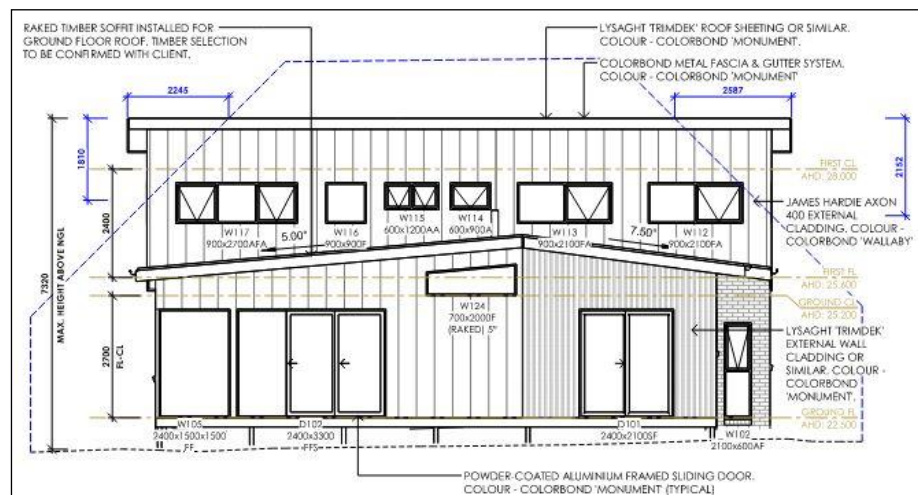 RAKED TIMBER SOFFIT INSTALLED FOR
GROUND FLOOR ROOF. TIMBER SELECTION
TO BE CONFIRMED WITH CLIENT.
LYSAGHT 'TRIMDEK' ROOF SHEETING OR SIMILAR.
COLOUR - COLORBOND 'MONUMENT'.
COLORBOND METAL FASCIA & GUTTER SYSTEM.
COLOUR - COLORBOND 'MONUMENT'
2245
2587
1810
2152
FIRST CL
AHD: 28,000
2400
JAMES HARDIE AXON
400 EXTERNAL
CLADDING. COLOUR -
COLORBOND 'WALLABY'
W117
900x2700AFA
W116
900x900F
W115
600x1200AA
W114
600x900A
W113
900x2100FA
W112
900x2100FA
5.00°
7.50°
7320
MAX. HEIGHT ABOVE NGL
FIRST FL
AHD: 25,600
GROUND CL
AHD: 25,200
W124
700x2000F
(RAKED) 5°
2700
FL-CL
LYSAGHT 'TRIMDEK'
EXTERNAL WALL
CLADDING OR
SIMILAR. COLOUR -
COLORBOND
'MONUMENT'.
GROUND FL
AHD: 22,500
W105
2400x1500x1500
FF
D102
2400x3300
FFS
D101
2400x2100SF
W102
2100x600AF
POWDER-COATED ALUMINIUM FRAMED SLIDING DOOR.
COLOUR - COLORBOND 'MONUMENT' (TYPICAL)